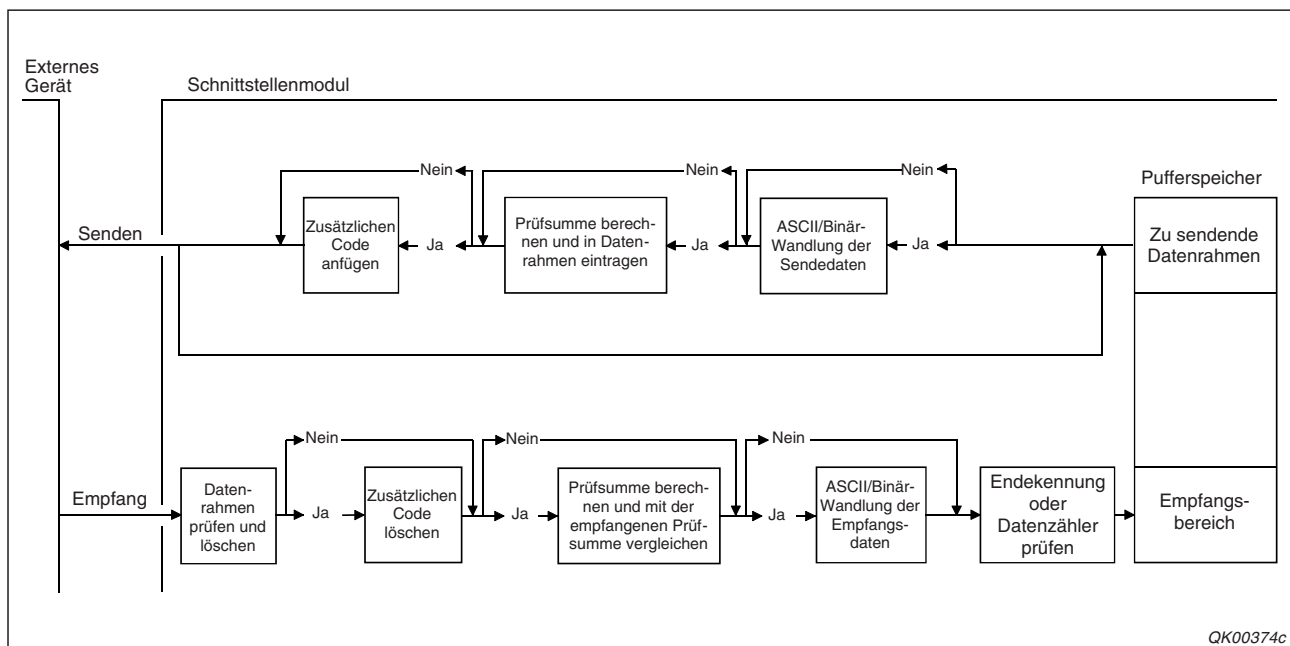 Externes
Gerät
Schnittstellenmodul
Nein
Nein
Nein
Pufferspeicher
Senden
Zusätzlichen
Code
anfügen
Ja
Prüfsumme berech-
nen und in Daten-
rahmen eintragen
Ja
ASCII/Binär-
Wandlung der
Sendedaten
Ja
Zu sendende
Datenrahmen
Nein
Nein
Nein
Empfang
Daten-
rahmen
prüfen und
löschen
Ja
Zusätzlichen
Code
löschen
Ja
Prüfsumme berech-
nen und mit der
empfangenen Prüf-
summe vergleichen
Ja
ASCII/Binär-
Wandlung der
Empfangs-
daten
Endekennung
oder
Datenzähler
prüfen
Empfangs-
bereich
QK00374c